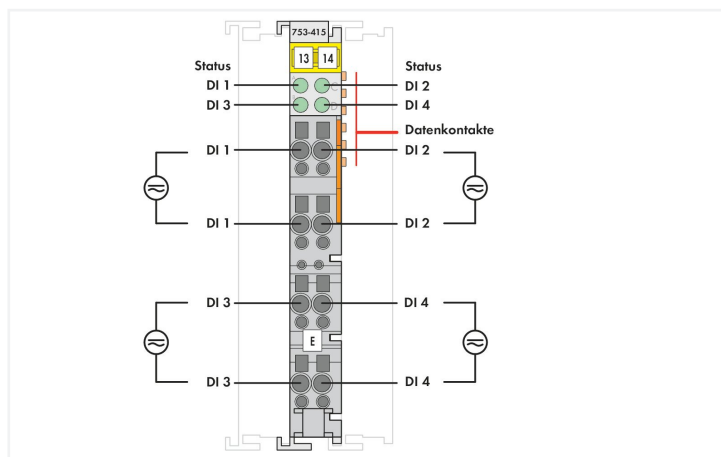 753-415
13 14
Status Status
DI 1 C DI 2
DI 3 D DI 4
Datenkontakte
DI 1 DI 2
DI 1 DI 2
DI 3 DI 4
E
DI 3 DI 4